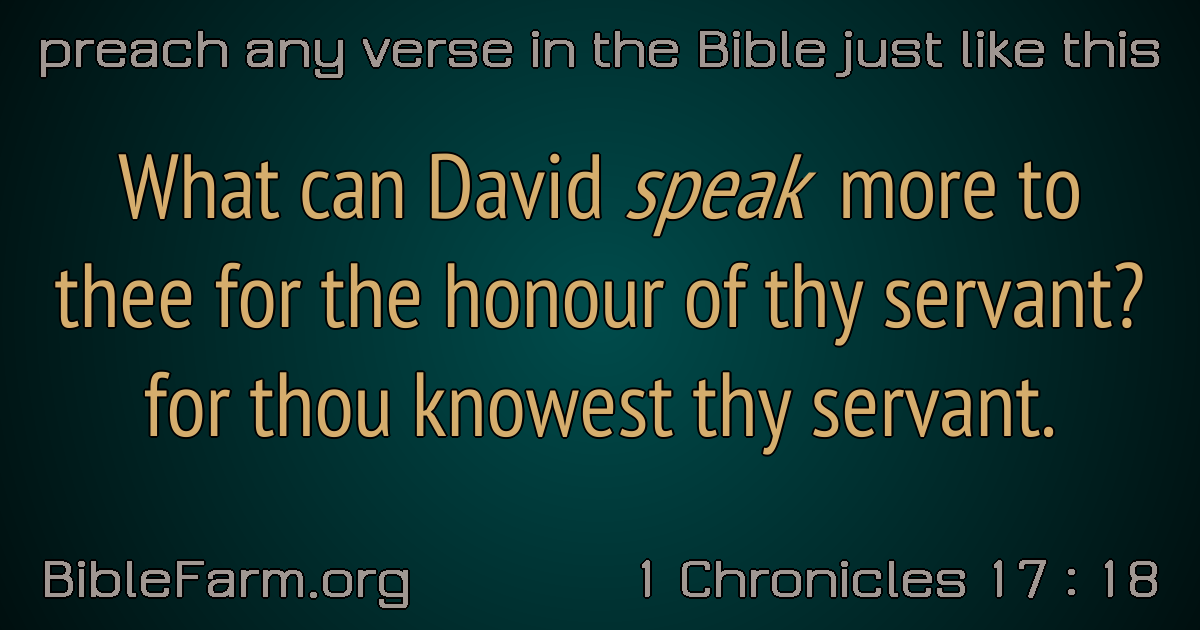 preach any verse in the Bible just like this
What can David speak more to
thee for the honour of thy servant?
for thou knowest thy servant.
BibleFarm.org
1 Chronicles 17 : 18